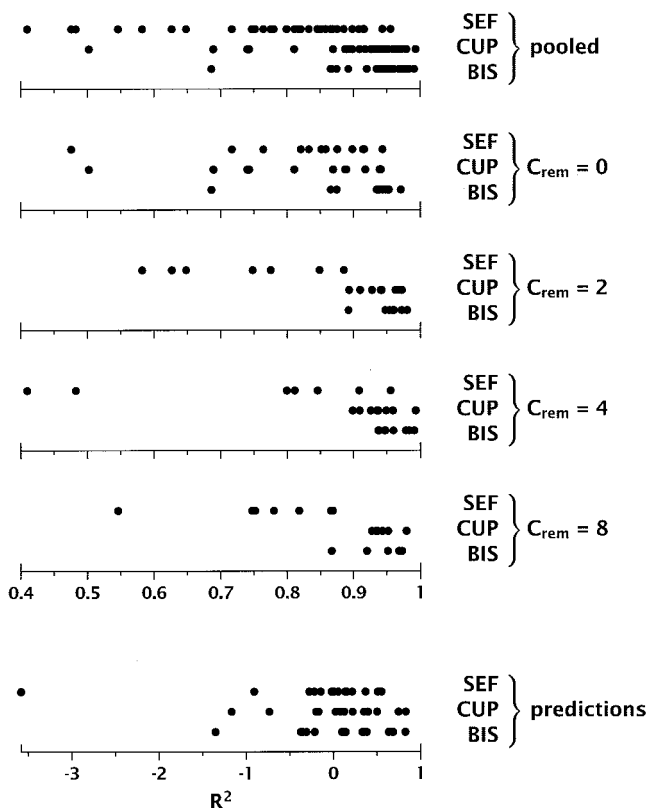 SEF
CUP pooled
BIS
SEF
CUP C_rem = 0
BIS
SEF
CUP C_rem = 2
BIS
SEF
CUP C_rem = 4
BIS
SEF
CUP C_rem = 8
BIS
0.4 0.5 0.6 0.7 0.8 0.9 1
SEF
CUP predictions
BIS
-3 -2 -1 0 1
R²